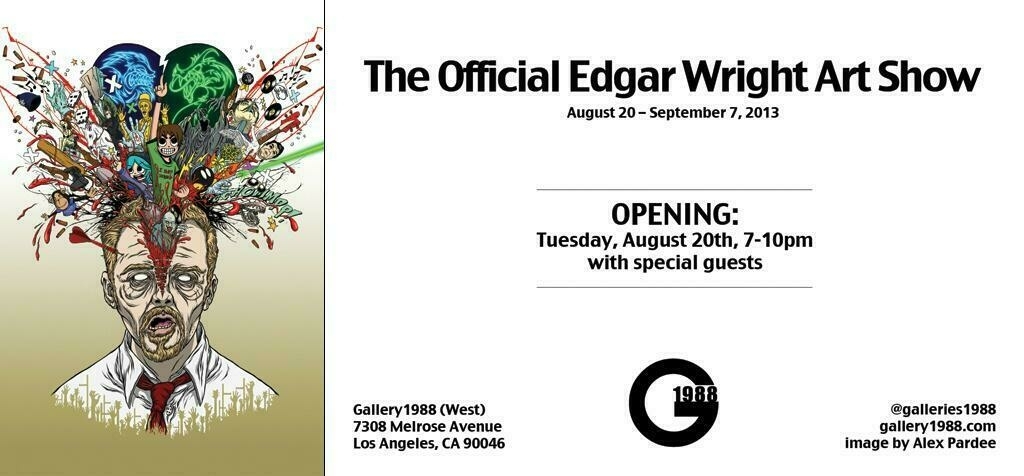 The Official Edgar Wright Art Show
August 20 – September 7, 2013
OPENING:
Tuesday, August 20th, 7-10pm
with special guests
Gallery1988 (West)
7308 Melrose Avenue
Los Angeles, CA 90046
G 1988
@galleries1988
gallery1988.com
image by Alex Pardee